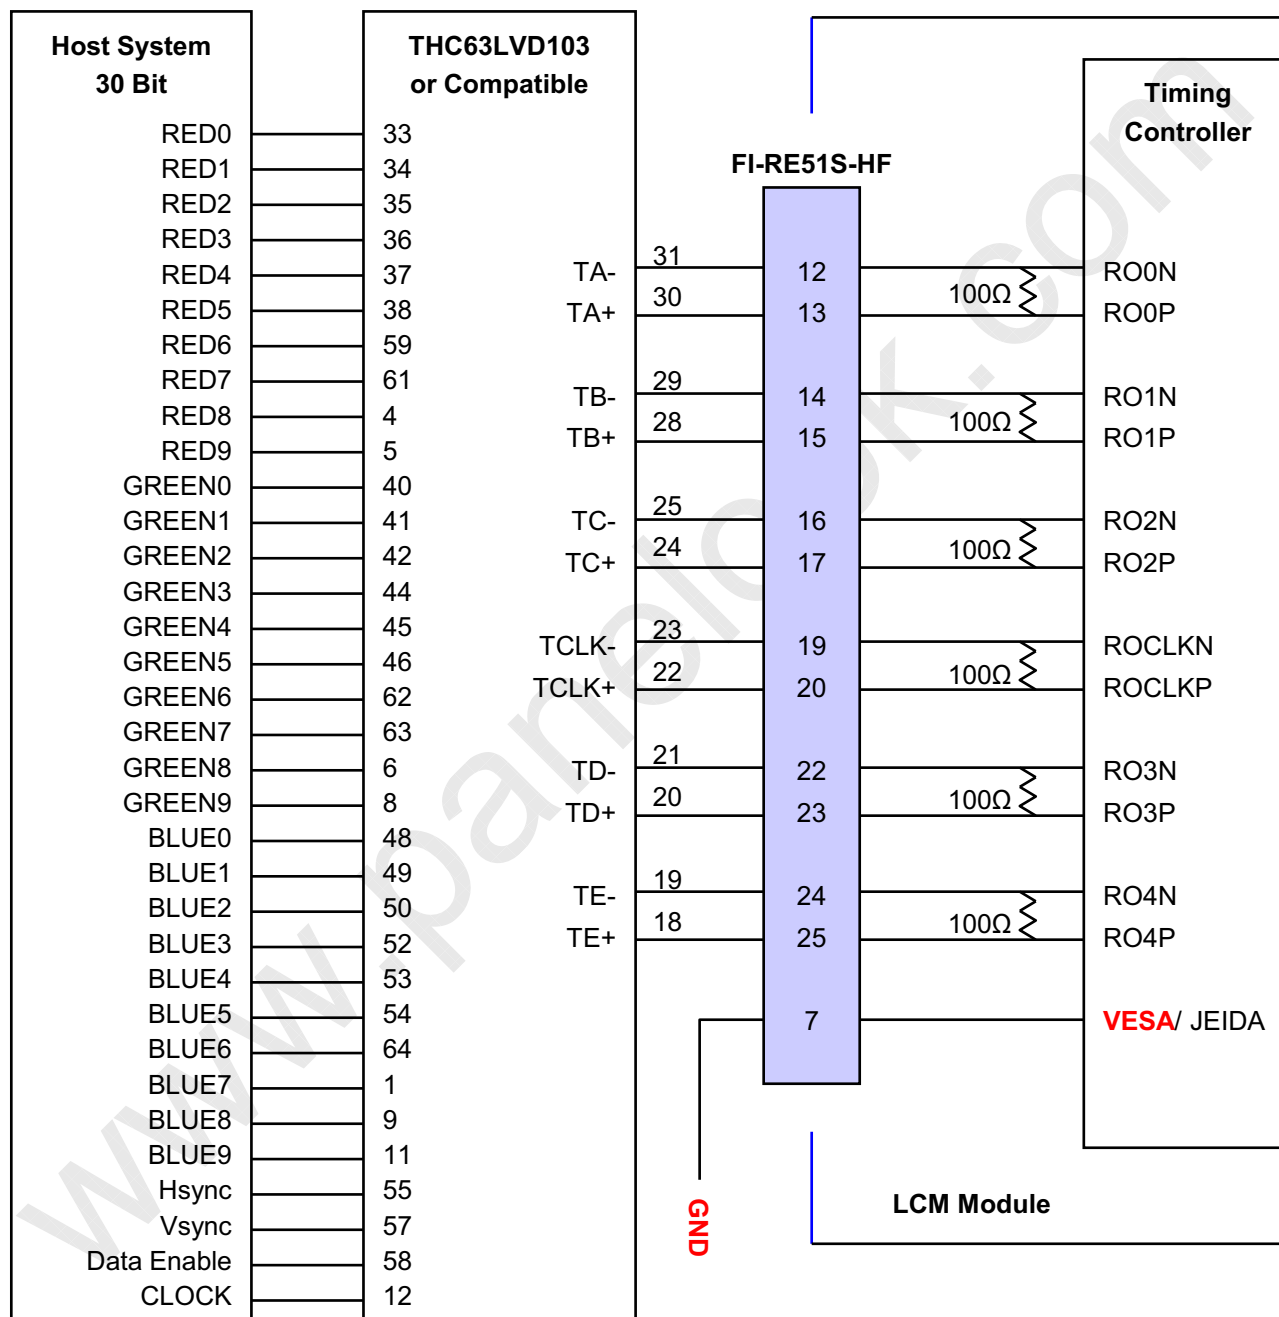 Host System
30 Bit
RED0
RED1
RED2
RED3
RED4
RED5
RED6
RED7
RED8
RED9
GREEN0
GREEN1
GREEN2
GREEN3
GREEN4
GREEN5
GREEN6
GREEN7
GREEN8
GREEN9
BLUE0
BLUE1
BLUE2
BLUE3
BLUE4
BLUE5
BLUE6
BLUE7
BLUE8
BLUE9
Hsync
Vsync
Data Enable
CLOCK
THC63LVD103
or Compatible
33
34
35
36
37
38
59
61
4
5
40
41
42
44
45
46
62
63
6
8
48
49
50
52
53
54
64
1
9
11
55
57
58
12
TA-
TA+
TB-
TB+
TC-
TC+
TCLK-
TCLK+
TD-
TD+
TE-
TE+
31
30
29
28
25
24
23
22
21
20
19
18
GND
FI-RE51S-HF
12
13
14
15
16
17
19
20
22
23
24
25
7
100Ω
100Ω
100Ω
100Ω
100Ω
100Ω
Timing
Controller
RO0N
RO0P
RO1N
RO1P
RO2N
RO2P
ROCLKN
ROCLKP
RO3N
RO3P
RO4N
RO4P
VESA/ JEIDA
LCM Module
www.panelook.com